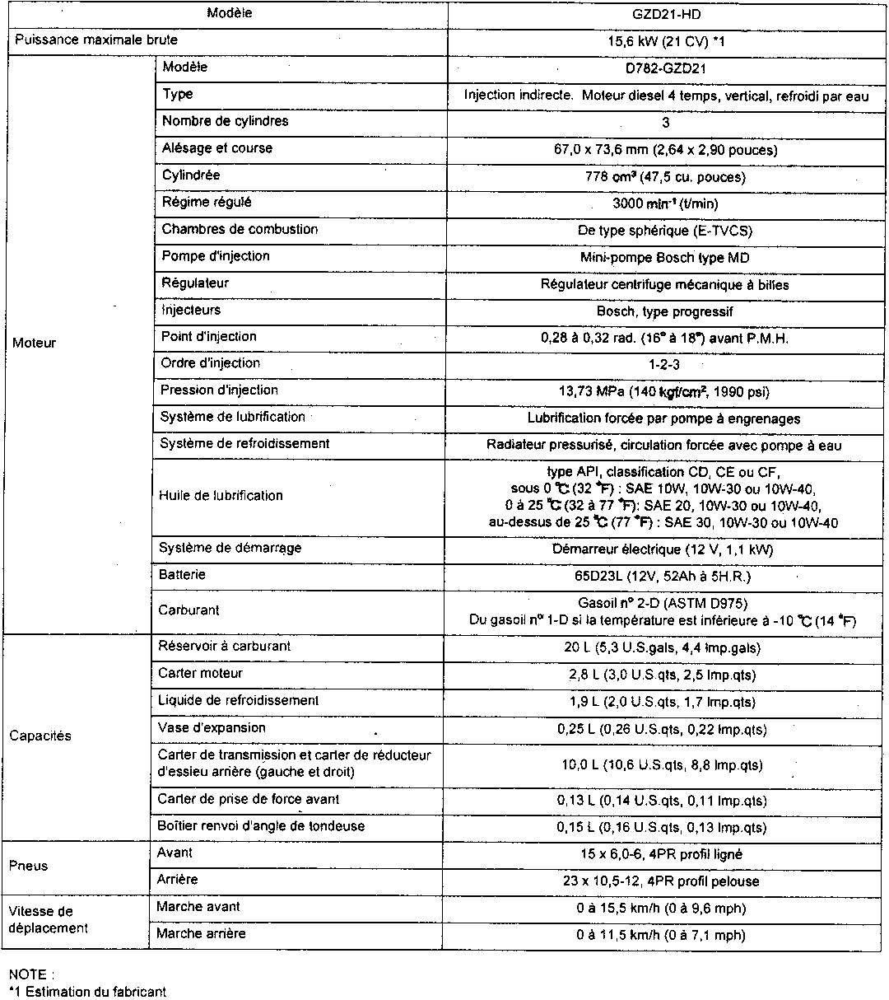 Modèle GZD21-HD
Puissance maximale brute 15,6 kW (21 CV) *1
Moteur
Modèle D782-GZD21
Type Injection indirecte. Moteur diesel 4 temps, vertical, refroidi par eau
Nombre de cylindres 3
Alésage et course 67,0 x 73,6 mm (2,64 x 2,90 pouces)
Cylindrée 778 cm³ (47,5 cu. pouces)
Régime régulé 3000 min⁻¹ (t/min)
Chambres de combustion De type sphérique (E-TVCS)
Pompe d'injection Mini-pompe Bosch type MD
Régulateur Régulateur centrifuge mécanique à billes
Injecteurs Bosch, type progressif
Point d'injection 0,28 à 0,32 rad. (16° à 18°) avant P.M.H.
Ordre d'injection 1-2-3
Pression d'injection 13,73 MPa (140 kgf/cm², 1990 psi)
Système de lubrification Lubrification forcée par pompe à engrenages
Système de refroidissement Radiateur pressurisé, circulation forcée avec pompe à eau
Huile de lubrification
type API, classification CD, CE ou CF,
sous 0 °C (32 °F) : SAE 10W, 10W-30 ou 10W-40,
0 à 25 °C (32 à 77 °F): SAE 20, 10W-30 ou 10W-40,
au-dessus de 25 °C (77 °F) : SAE 30, 10W-30 ou 10W-40
Système de démarrage Démarreur électrique (12 V, 1,1 kW)
Batterie 65D23L (12V, 52Ah à 5H.R.)
Carburant
Gasoil n° 2-D (ASTM D975)
Du gasoil n° 1-D si la température est inférieure à -10 °C (14 °F)
Capacités
Réservoir à carburant 20 L (5,3 U.S.gals, 4,4 Imp.gals)
Carter moteur 2,8 L (3,0 U.S.qts, 2,5 Imp.qts)
Liquide de refroidissement 1,9 L (2,0 U.S.qts, 1,7 Imp.qts)
Vase d'expansion 0,25 L (0,26 U.S.qts, 0,22 Imp.qts)
Carter de transmission et carter de réducteur
d'essieu arrière (gauche et droit) 10,0 L (10,6 U.S.qts, 8,8 Imp.qts)
Carter de prise de force avant 0,13 L (0,14 U.S.qts, 0,11 Imp.qts)
Boîtier renvoi d'angle de tondeuse 0,15 L (0,16 U.S.qts, 0,13 Imp.qts)
Pneus
Avant 15 x 6,0-6, 4PR profil ligné
Arrière 23 x 10,5-12, 4PR profil pelouse
Vitesse de
déplacement
Marche avant 0 à 15,5 km/h (0 à 9,6 mph)
Marche arrière 0 à 11,5 km/h (0 à 7,1 mph)
NOTE :
*1 Estimation du fabricant